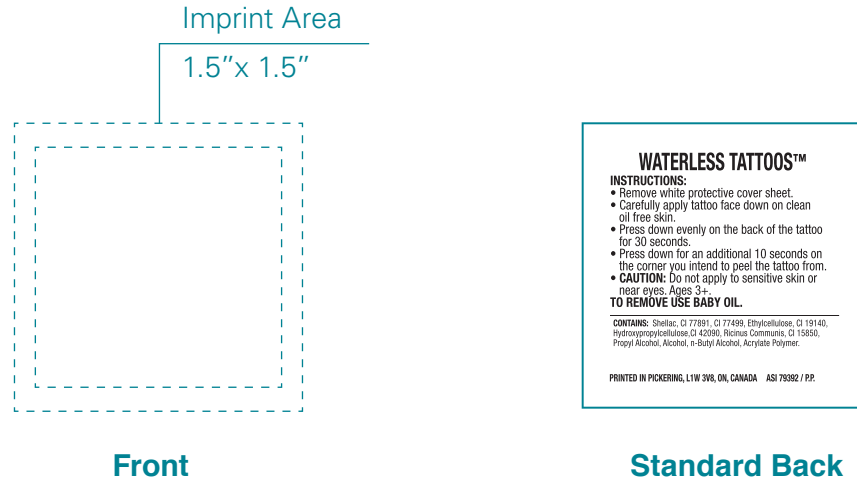 Imprint Area
1.5"x 1.5"
WATERLESS TATTOOS™
INSTRUCTIONS:
• Remove white protective cover sheet.
• Carefully apply tattoo face down on clean
oil free skin.
• Press down evenly on the back of the tattoo
for 30 seconds.
• Press down for an additional 10 seconds on
the corner you intend to peel the tattoo from.
• CAUTION: Do not apply to sensitive skin or
near eyes. Ages 3+.
TO REMOVE USE BABY OIL.
CONTAINS: Shellac, CI 77891, CI 77499, Ethylcellulose, CI 19140,
Hydroxypropylcellulose,CI 42090, Ricinus Communis, CI 15850,
Propyl Alcohol, Alcohol, n-Butyl Alcohol, Acrylate Polymer.
PRINTED IN PICKERING, L1W 3V8, ON, CANADA ASI 79392 / P.P.
Front
Standard Back